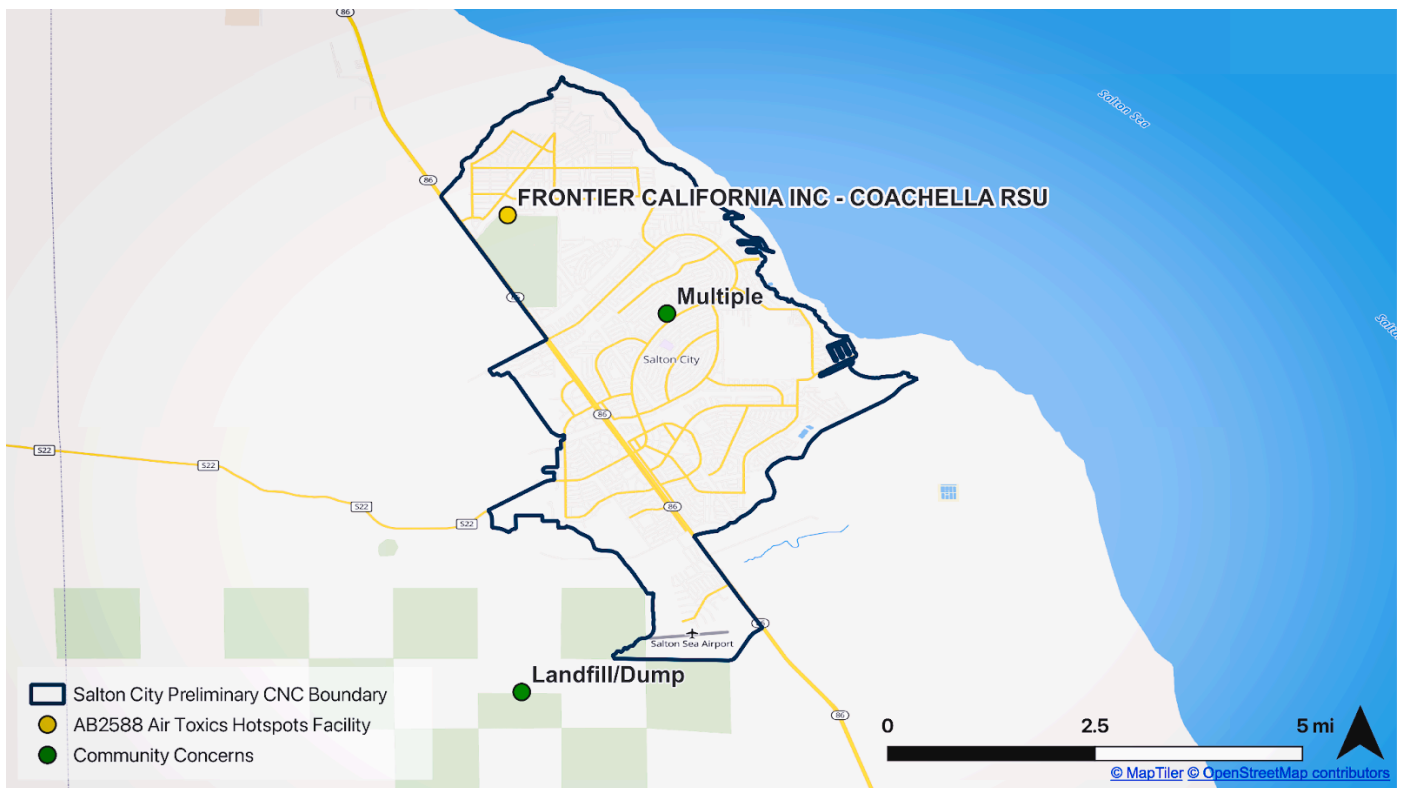 86
Salton Sea
86
FRONTIER CALIFORNIA INC - COACHELLA RSU
86
Multiple
Salton City
86
S22
S22
S22
86
S22
86
Salton Sea Airport
Landfill/Dump
86
Salton City Preliminary CNC Boundary
AB2588 Air Toxics Hotspots Facility
Community Concerns
0 2.5 5 mi
© MapTiler © OpenStreetMap contributors